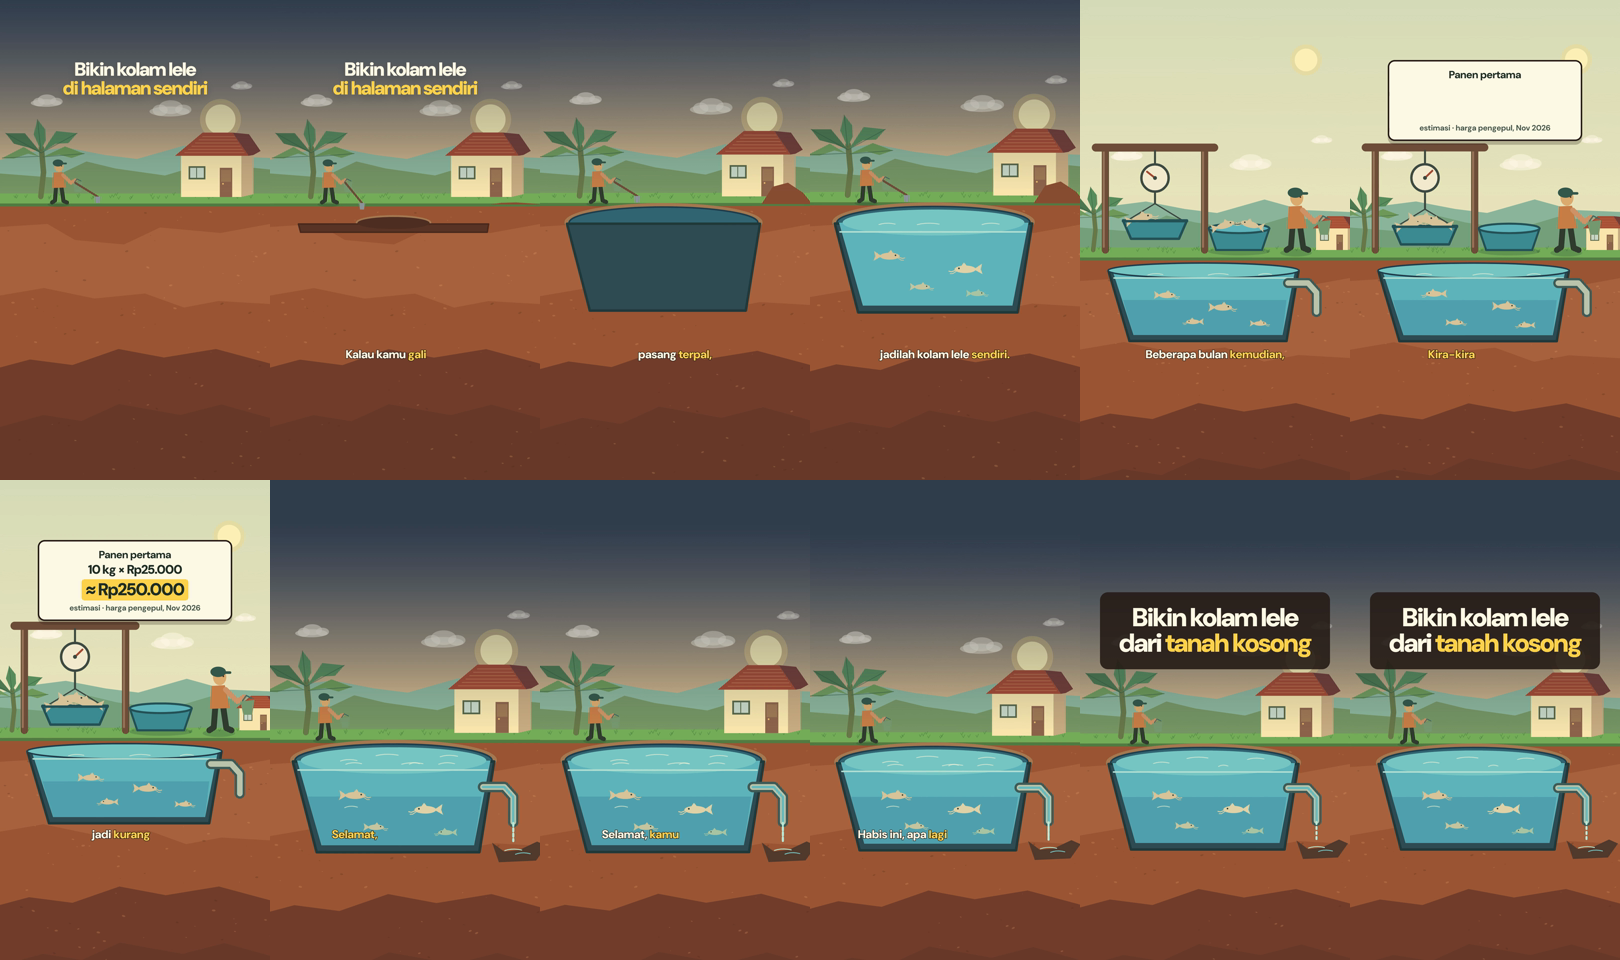 Bikin kolam lele
di halaman sendiri
Bikin kolam lele
di halaman sendiri
Kalau kamu gali
pasang terpal,
jadilah kolam lele sendiri.
Beberapa bulan kemudian,
Panen pertama
estimasi · harga pengepul, Nov 2026
Kira-kira
Panen pertama
10 kg × Rp25.000
≈ Rp250.000
estimasi · harga pengepul, Nov 2026
jadi kurang
Selamat,
Selamat, kamu
Habis ini, apa lagi
Bikin kolam lele
dari tanah kosong
Bikin kolam lele
dari tanah kosong